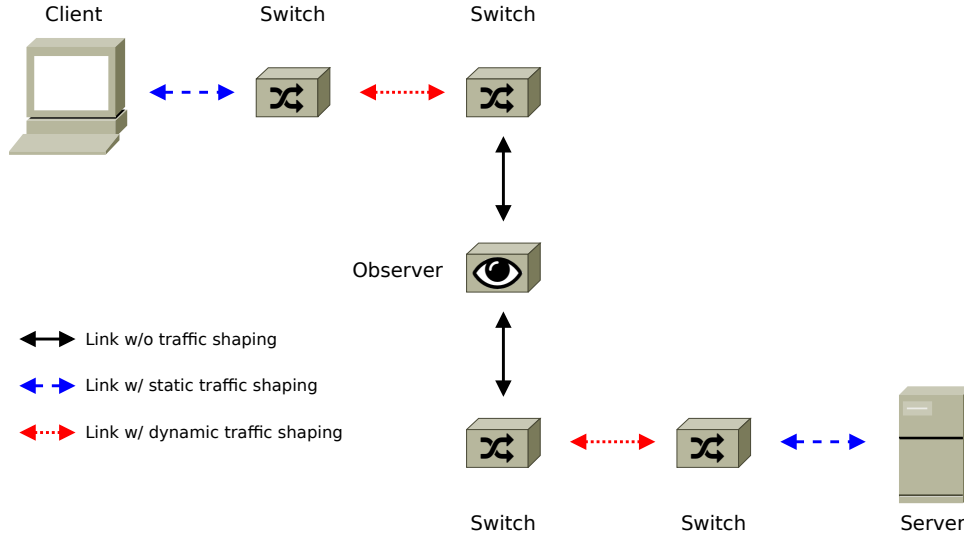 Client
Switch
Switch
Observer
Link w/o traffic shaping
Link w/ static traffic shaping
Link w/ dynamic traffic shaping
Switch
Switch
Server